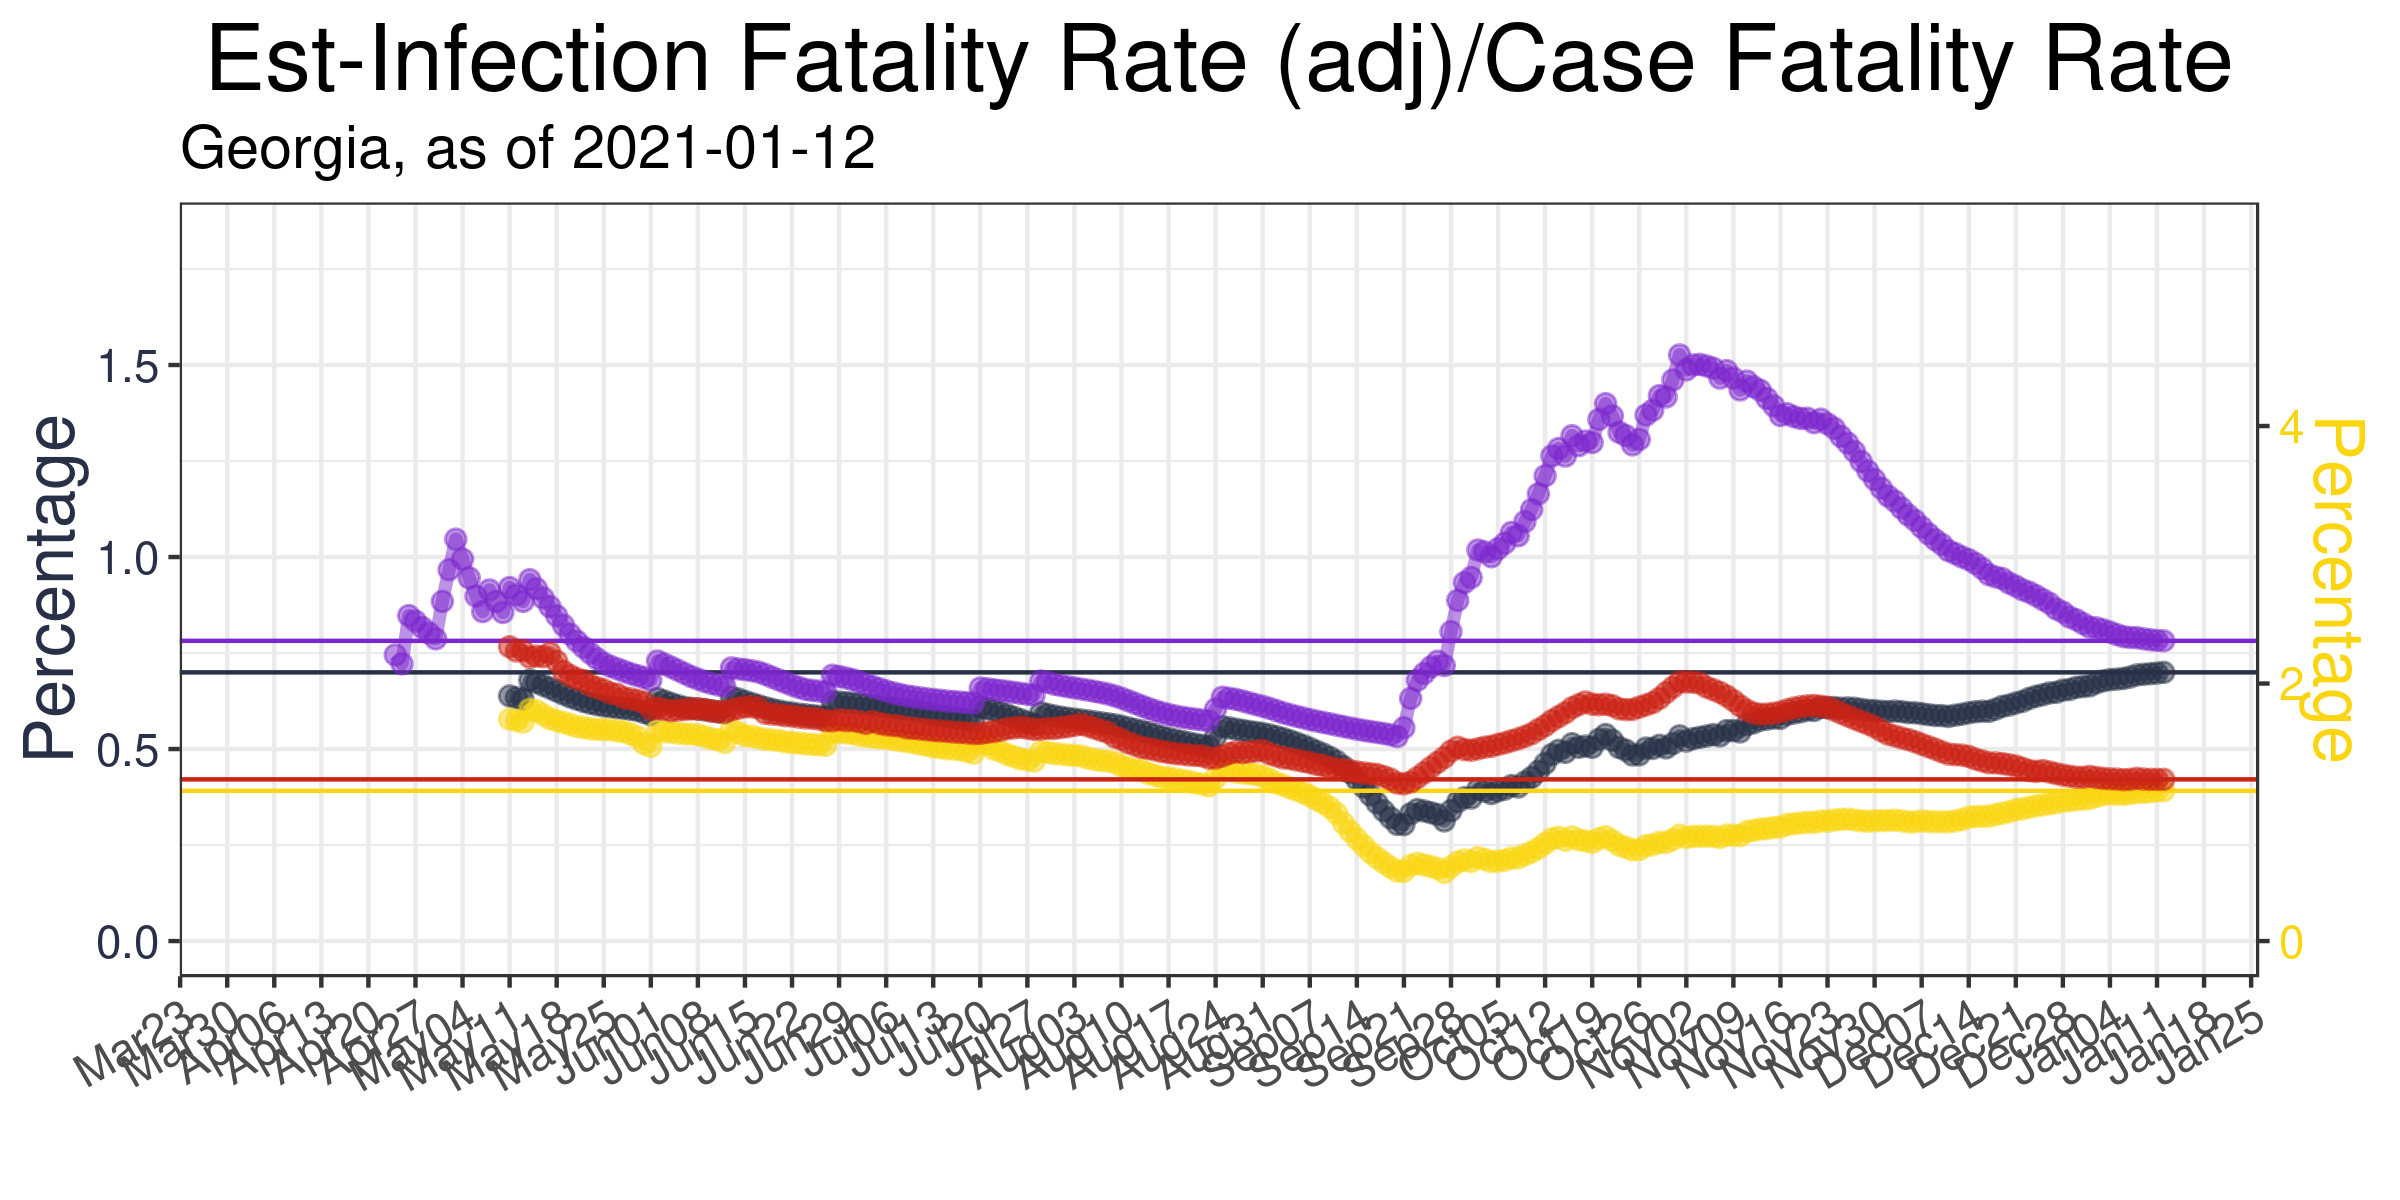 Est-Infection Fatality Rate (adj)/Case Fatality Rate
Georgia, as of 2021-01-12
Percentage
1.5
1.0
0.5
0.0
4
2
0
Percentage
Mar23
Mar30
Apr06
Apr13
Apr20
Apr27
May04
May11
May18
May25
Jun01
Jun08
Jun15
Jun22
Jun29
Jul06
Jul13
Jul20
Jul27
Aug03
Aug10
Aug17
Aug24
Aug31
Sep07
Sep14
Sep21
Sep28
Oct05
Oct12
Oct19
Oct26
Nov02
Nov09
Nov16
Nov23
Nov30
Dec07
Dec14
Dec21
Dec28
Jan04
Jan11
Jan18
Jan25